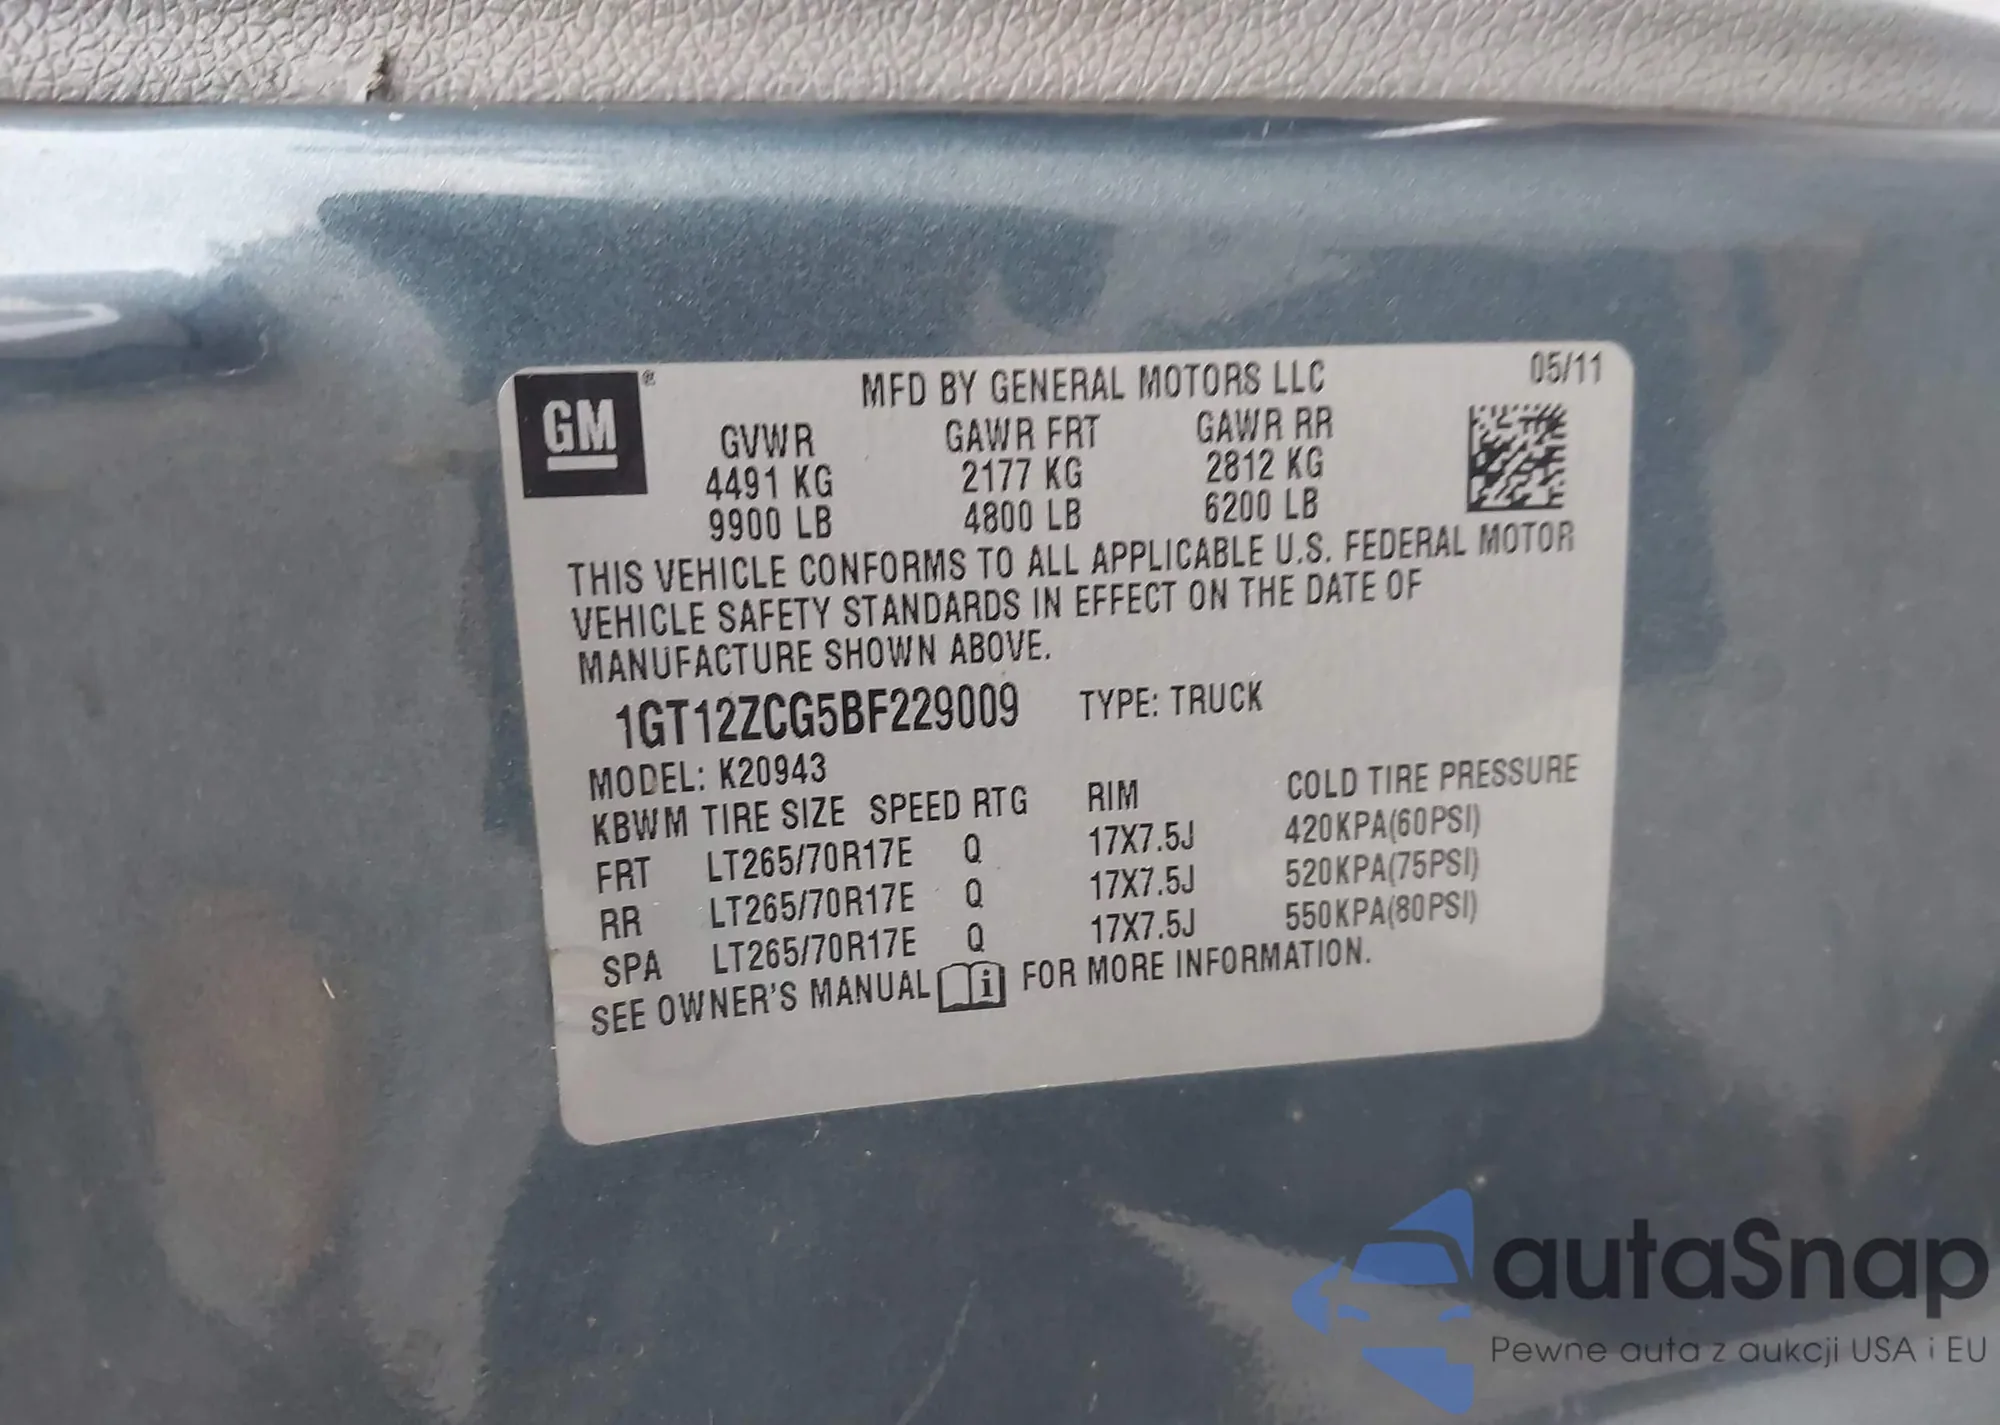 GM®
MFD BY GENERAL MOTORS LLC 05/11
GVWR GAWR FRT GAWR RR
4491 KG 2177 KG 2812 KG
9900 LB 4800 LB 6200 LB
THIS VEHICLE CONFORMS TO ALL APPLICABLE U.S. FEDERAL MOTOR
VEHICLE SAFETY STANDARDS IN EFFECT ON THE DATE OF
MANUFACTURE SHOWN ABOVE.
1GT12ZCG5BF229009 TYPE: TRUCK
MODEL: K20943
KBWM TIRE SIZE SPEED RTG RIM COLD TIRE PRESSURE
FRT LT265/70R17E Q 17X7.5J 420KPA(60PSI)
RR LT265/70R17E Q 17X7.5J 520KPA(75PSI)
SPA LT265/70R17E Q 17X7.5J 550KPA(80PSI)
SEE OWNER'S MANUAL i FOR MORE INFORMATION.
autaSnap
Pewne auta z aukcji USA i EU